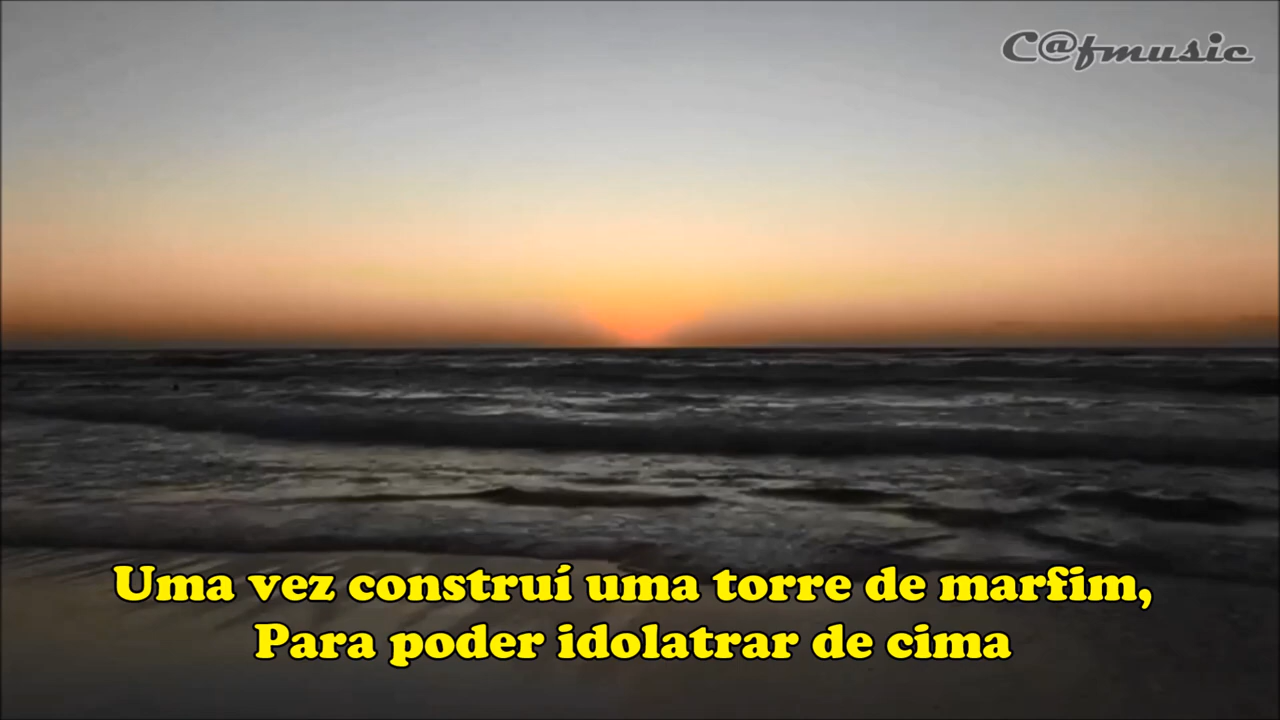 C@fmusic
Uma vez construí uma torre de marfim,
Para poder idolatrar de cima